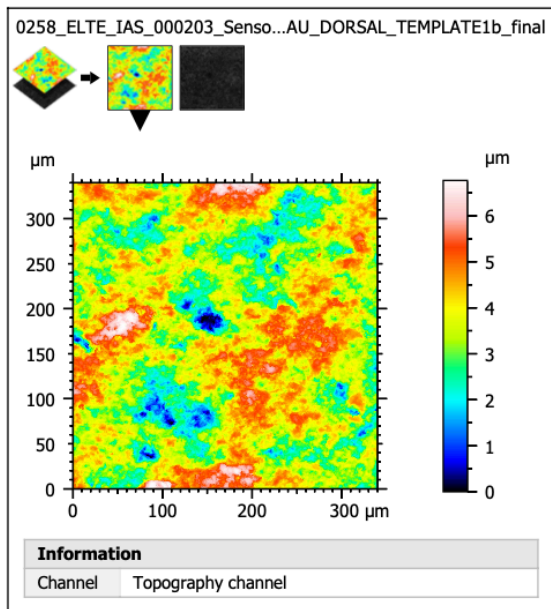 0258_ELTE_IAS_000203_Senso...AU_DORSAL_TEMPLATE1b_final
µm
µm
300
250
200
150
100
50
0
0
100
200
300 µm
6
5
4
3
2
1
0
Information
Channel Topography channel